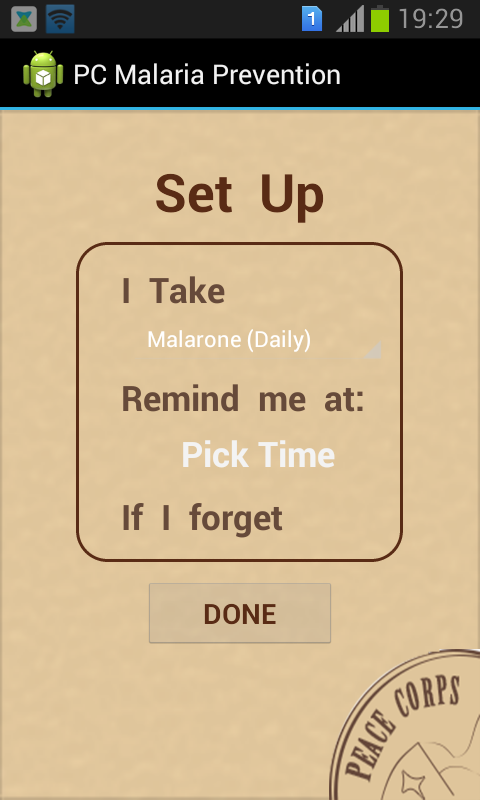 1 19:29
PC Malaria Prevention
Set Up
I Take
Malarone (Daily)
Remind me at:
Pick Time
If I forget
DONE
PEACE CORPS